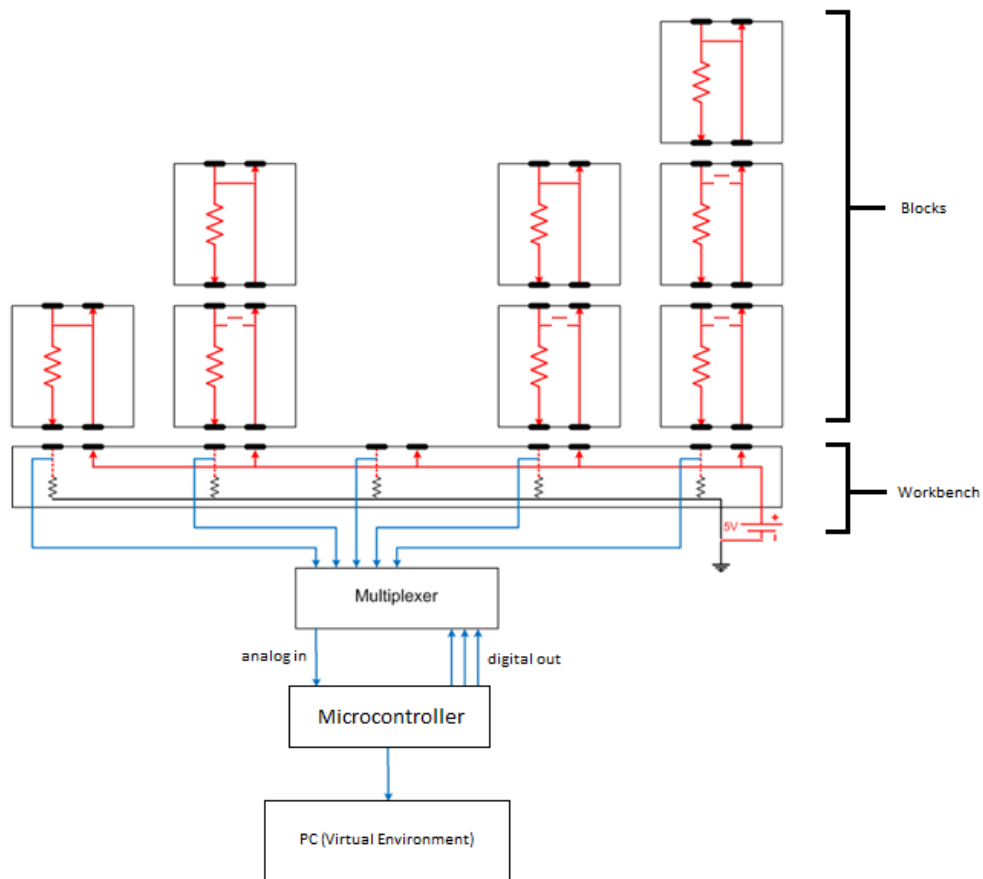 Blocks
Workbench
5V
+
Multiplexer
analog in
digital out
Microcontroller
PC (Virtual Environment)